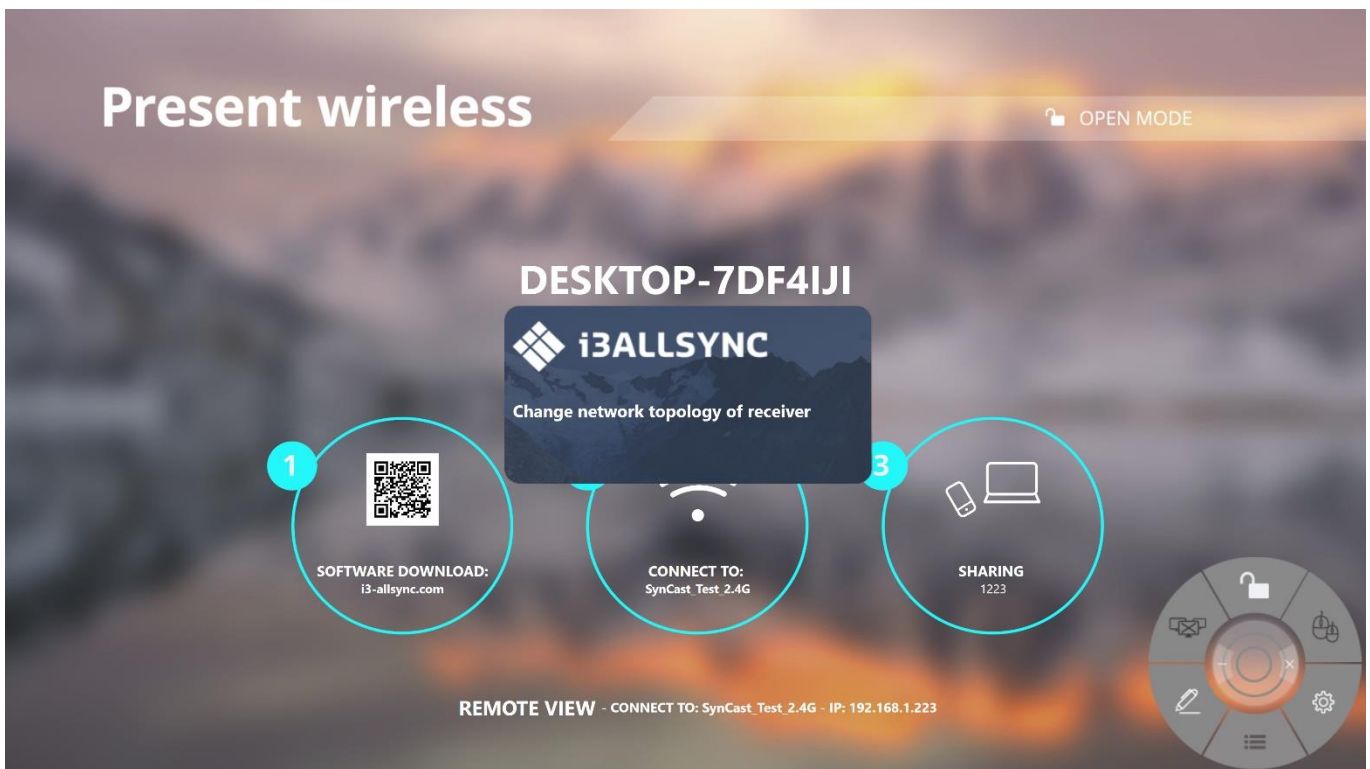 Present wireless
OPEN MODE
DESKTOP-7DF4IJI
i3ALLSYNC
Change network topology of receiver
1
3
SOFTWARE DOWNLOAD:
i3-allsync.com
CONNECT TO:
SynCast_Test_2.4G
SHARING
1223
REMOTE VIEW - CONNECT TO: SynCast_Test_2.4G - IP: 192.168.1.223